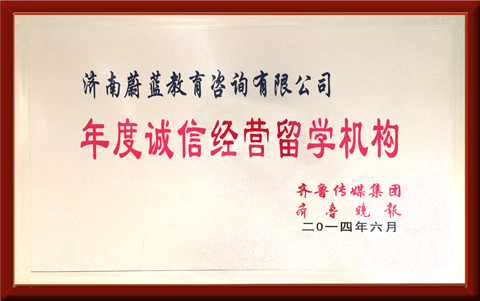 济南蔚蓝教育咨询有限公司
年度诚信经营留学机构
齐鲁传媒集团
齐鲁晚报
二〇一四年六月